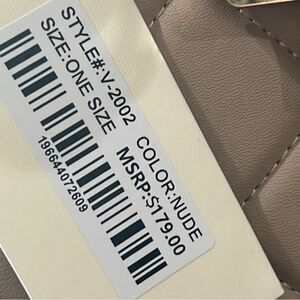 STYLE#:V-2002
SIZE:ONE SIZE
COLOR:NUDE
MSRP:$179.00
196644072609